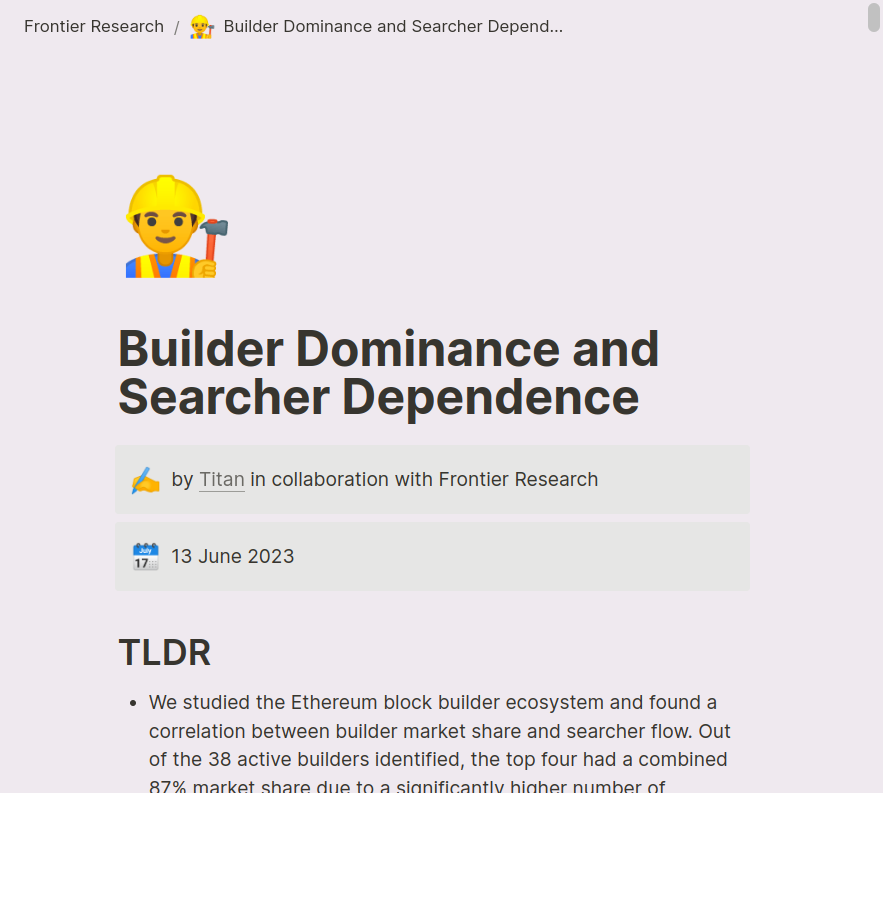 Frontier Research / Builder Dominance and Searcher Depend...
Builder Dominance and
Searcher Dependence
by Titan in collaboration with Frontier Research
July
17
13 June 2023
TLDR
We studied the Ethereum block builder ecosystem and found a
correlation between builder market share and searcher flow. Out
of the 38 active builders identified, the top four had a combined
87% market share due to a significantly higher number of